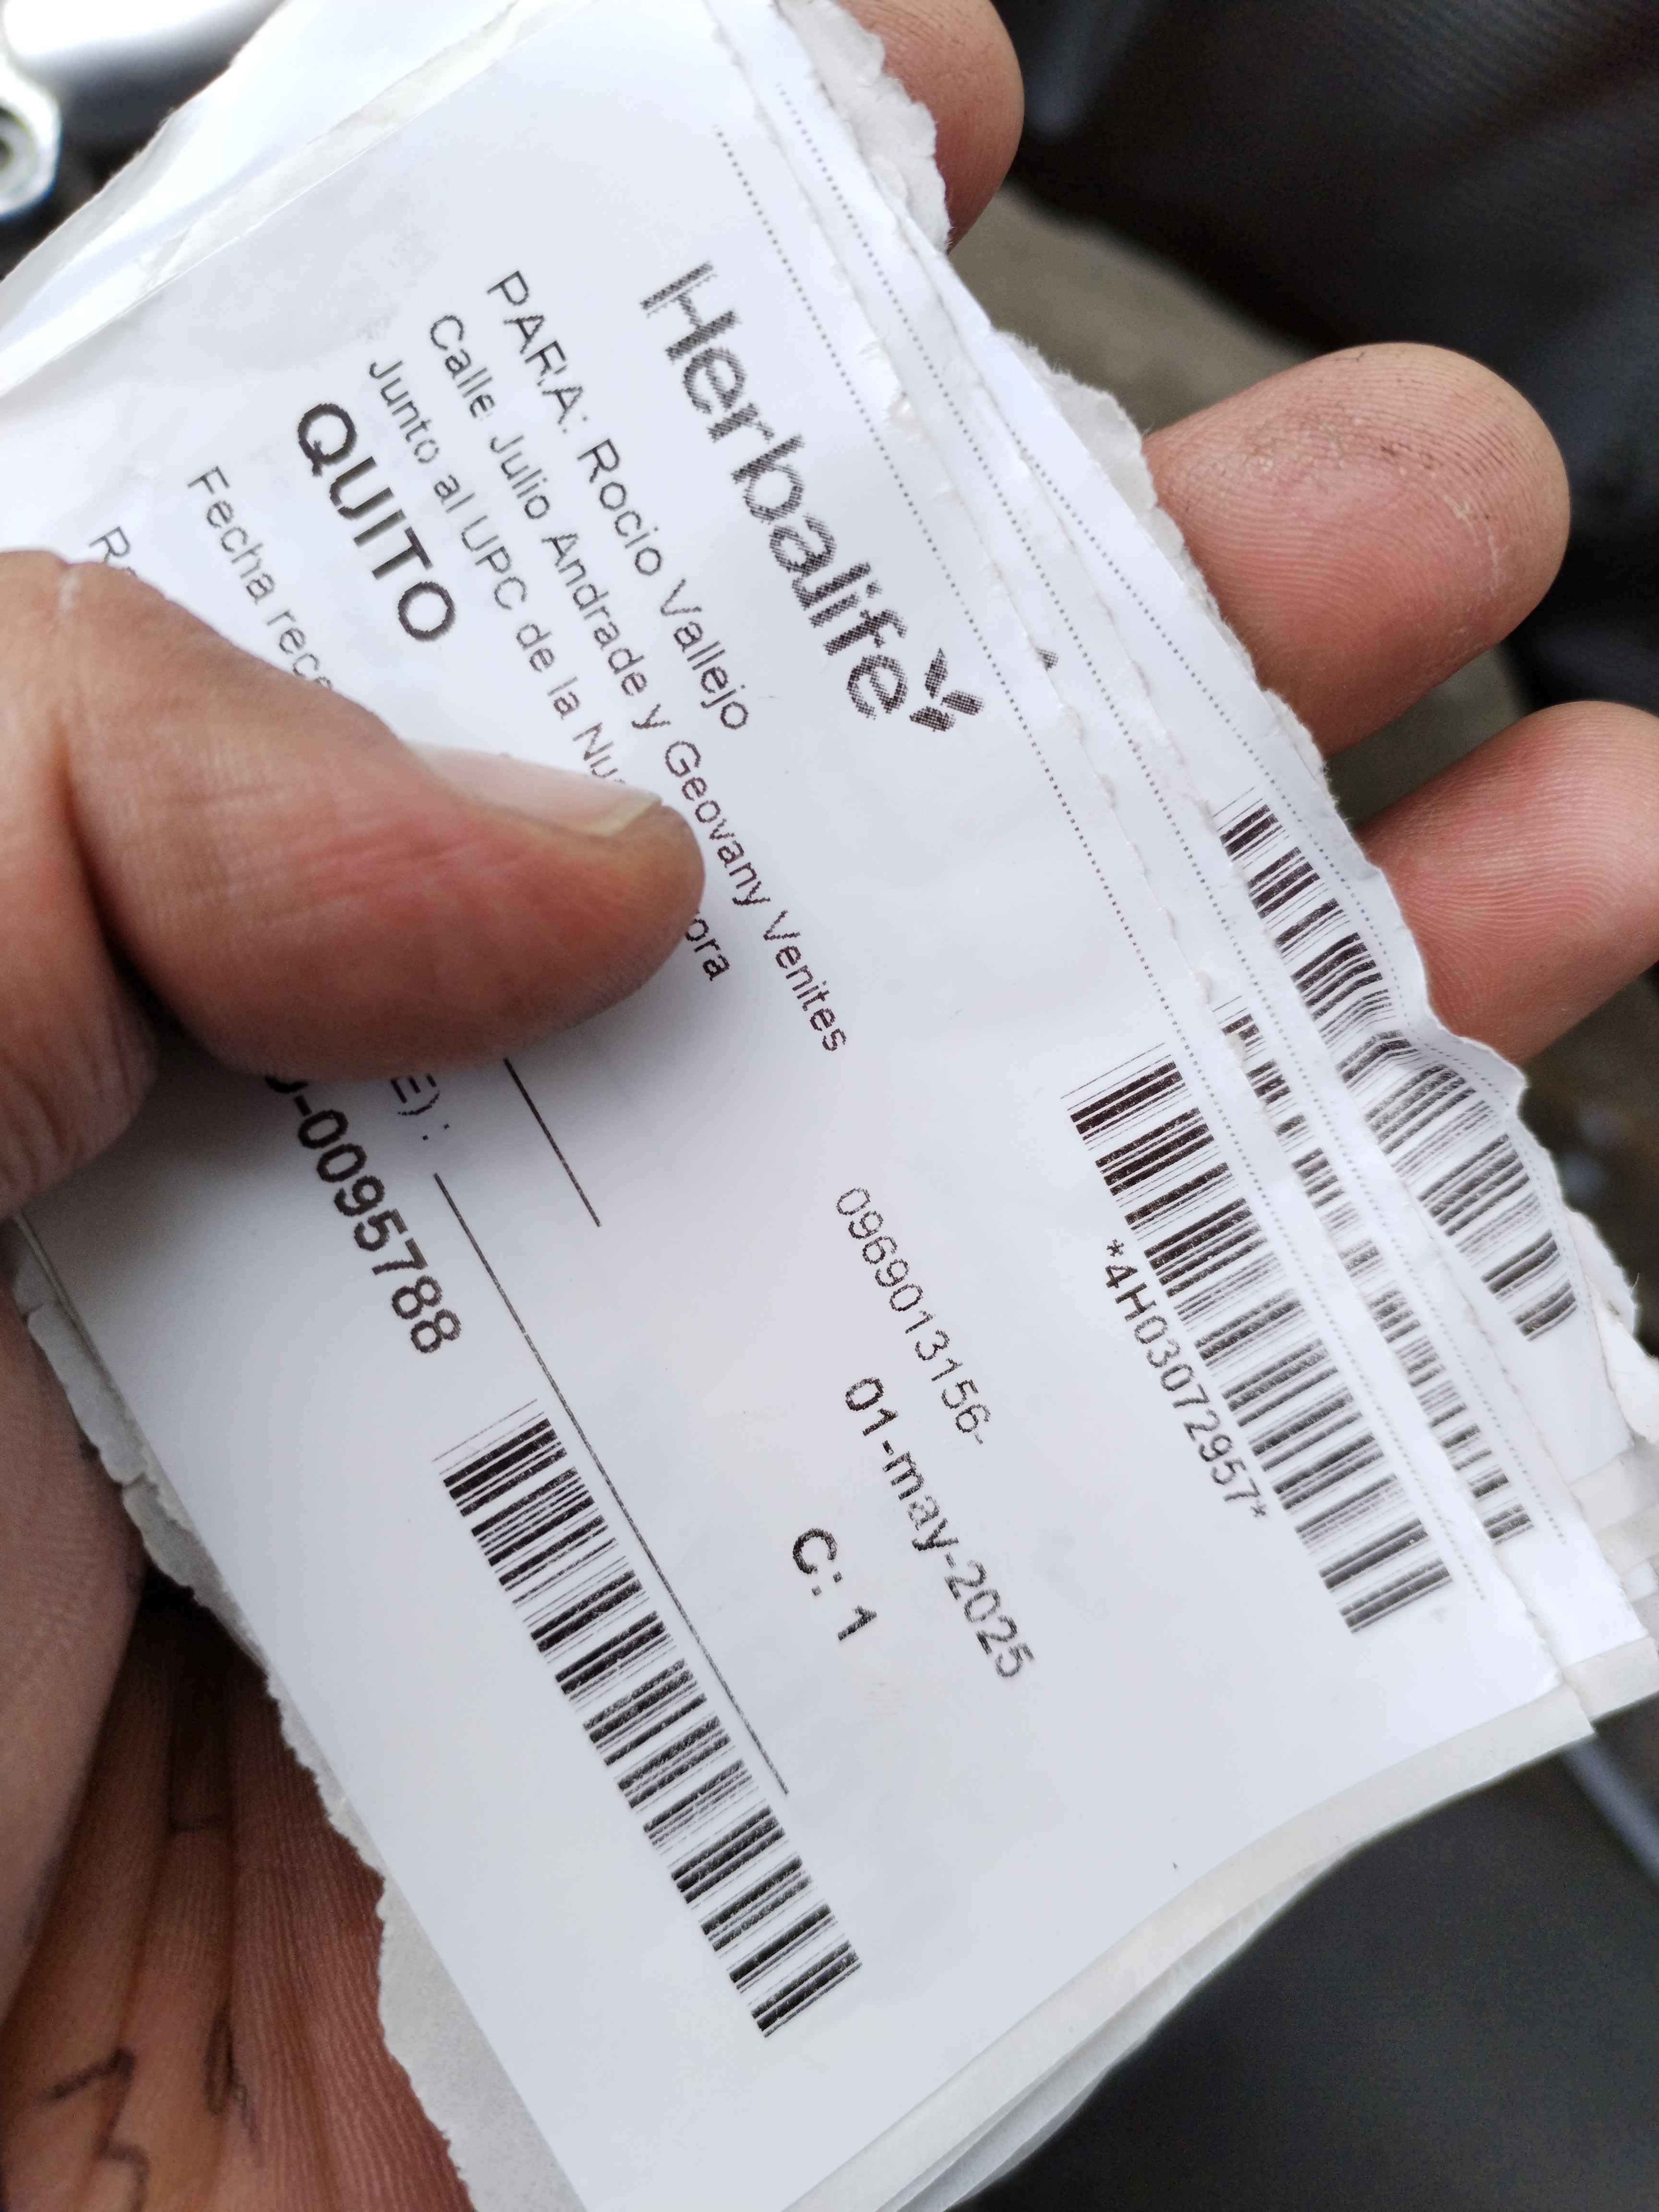 Herbalife
*4H03072957*
PARA: Rocio Vallejo
0969013156-
Calle Julio Andrade y Geovany Venites
01-may-2025
Junto al UPC de la
QUITO
C: 1
Fecha
E) :
-0095788